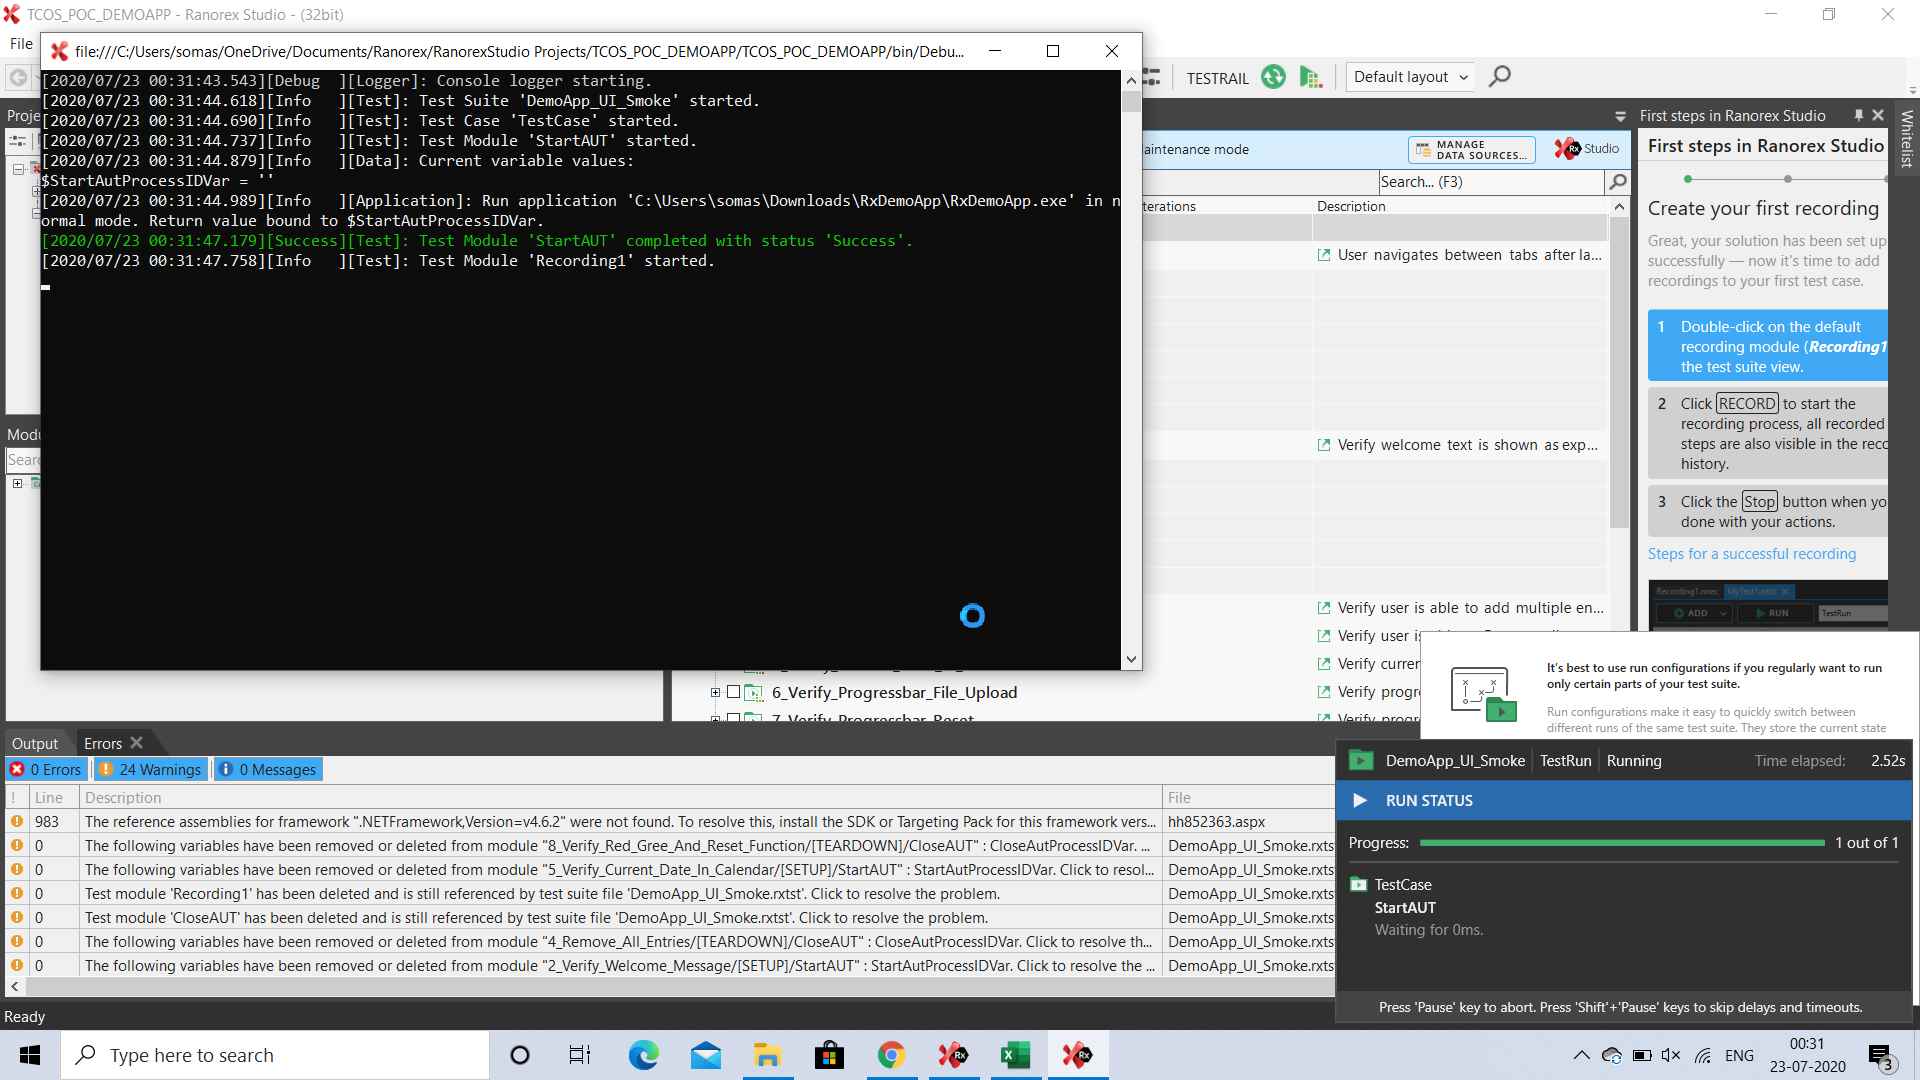 TCOS_POC_DEMOAPP - Ranorex Studio - (32bit)
File
file:///C:/Users/somas/OneDrive/Documents/Ranorex/RanorexStudio Projects/TCOS_POC_DEMOAPP/TCOS_POC_DEMOAPP/bin/Debu...
[2020/07/23 00:31:43.543][Debug  ][Logger]: Console logger starting.
[2020/07/23 00:31:44.618][Info   ][Test]: Test Suite 'DemoApp_UI_Smoke' started.
[2020/07/23 00:31:44.690][Info   ][Test]: Test Case 'TestCase' started.
[2020/07/23 00:31:44.737][Info   ][Test]: Test Module 'StartAUT' started.
[2020/07/23 00:31:44.879][Info   ][Data]: Current variable values:
$StartAutProcessIDVar = ''
[2020/07/23 00:31:44.989][Info   ][Application]: Run application 'C:\Users\somas\Downloads\RxDemoApp\RxDemoApp.exe' in n
ormal mode. Return value bound to $StartAutProcessIDVar.
[2020/07/23 00:31:47.179][Success][Test]: Test Module 'StartAUT' completed with status 'Success'.
[2020/07/23 00:31:47.758][Info   ][Test]: Test Module 'Recording1' started.
TESTRAIL
Default layout
Proje
Modu
Sear
aintenance mode
MANAGE
DATA SOURCES...
Studio
Search... (F3)
terations
Description
User navigates between tabs after la...
Verify welcome text is shown as exp...
Verify user is able to add multiple en...
Verify user is
Verify curre
6_Verify_Progressbar_File_Upload
Verify progr
7_Verify_Progressbar_Reset
Verify progr
First steps in Ranorex Studio
Whitelist
First steps in Ranorex Studio
Create your first recording
Great, your solution has been set up
successfully — now it's time to add
recordings to your first test case.
1 Double-click on the default
recording module (Recording1
the test suite view.
2 Click RECORD to start the
recording process, all recorded
steps are also visible in the reco
history.
3 Click the Stop button when yo
done with your actions.
Steps for a successful recording
Recording1.rxrec
MyTestSuite
ADD
RUN
TestRun
It's best to use run configurations if you regularly want to run
only certain parts of your test suite.
Run configurations make it easy to quickly switch between
different runs of the same test suite. They store the current state
Output
Errors
0 Errors
24 Warnings
0 Messages
! Line Description File
983 The reference assemblies for framework ".NETFramework,Version=v4.6.2" were not found. To resolve this, install the SDK or Targeting Pack for this framework vers... hh852363.aspx
0 The following variables have been removed or deleted from module "8_Verify_Red_Gree_And_Reset_Function/[TEARDOWN]/CloseAUT" : CloseAutProcessIDVar. ... DemoApp_UI_Smoke.rxtst
0 The following variables have been removed or deleted from module "5_Verify_Current_Date_In_Calendar/[SETUP]/StartAUT" : StartAutProcessIDVar. Click to resol... DemoApp_UI_Smoke.rxtst
0 Test module 'Recording1' has been deleted and is still referenced by test suite file 'DemoApp_UI_Smoke.rxtst'. Click to resolve the problem. DemoApp_UI_Smoke.rxtst
0 Test module 'CloseAUT' has been deleted and is still referenced by test suite file 'DemoApp_UI_Smoke.rxtst'. Click to resolve the problem. DemoApp_UI_Smoke.rxtst
0 The following variables have been removed or deleted from module "4_Remove_All_Entries/[TEARDOWN]/CloseAUT" : CloseAutProcessIDVar. Click to resolve th... DemoApp_UI_Smoke.rxtst
0 The following variables have been removed or deleted from module "2_Verify_Welcome_Message/[SETUP]/StartAUT" : StartAutProcessIDVar. Click to resolve the ... DemoApp_UI_Smoke.rxtst
DemoApp_UI_Smoke TestRun Running Time elapsed: 2.52s
RUN STATUS
Progress: 1 out of 1
TestCase
StartAUT
Waiting for 0ms.
Press 'Pause' key to abort. Press 'Shift'+'Pause' keys to skip delays and timeouts.
Ready
Type here to search
Rx
Rx
ENG
00:31
23-07-2020
3